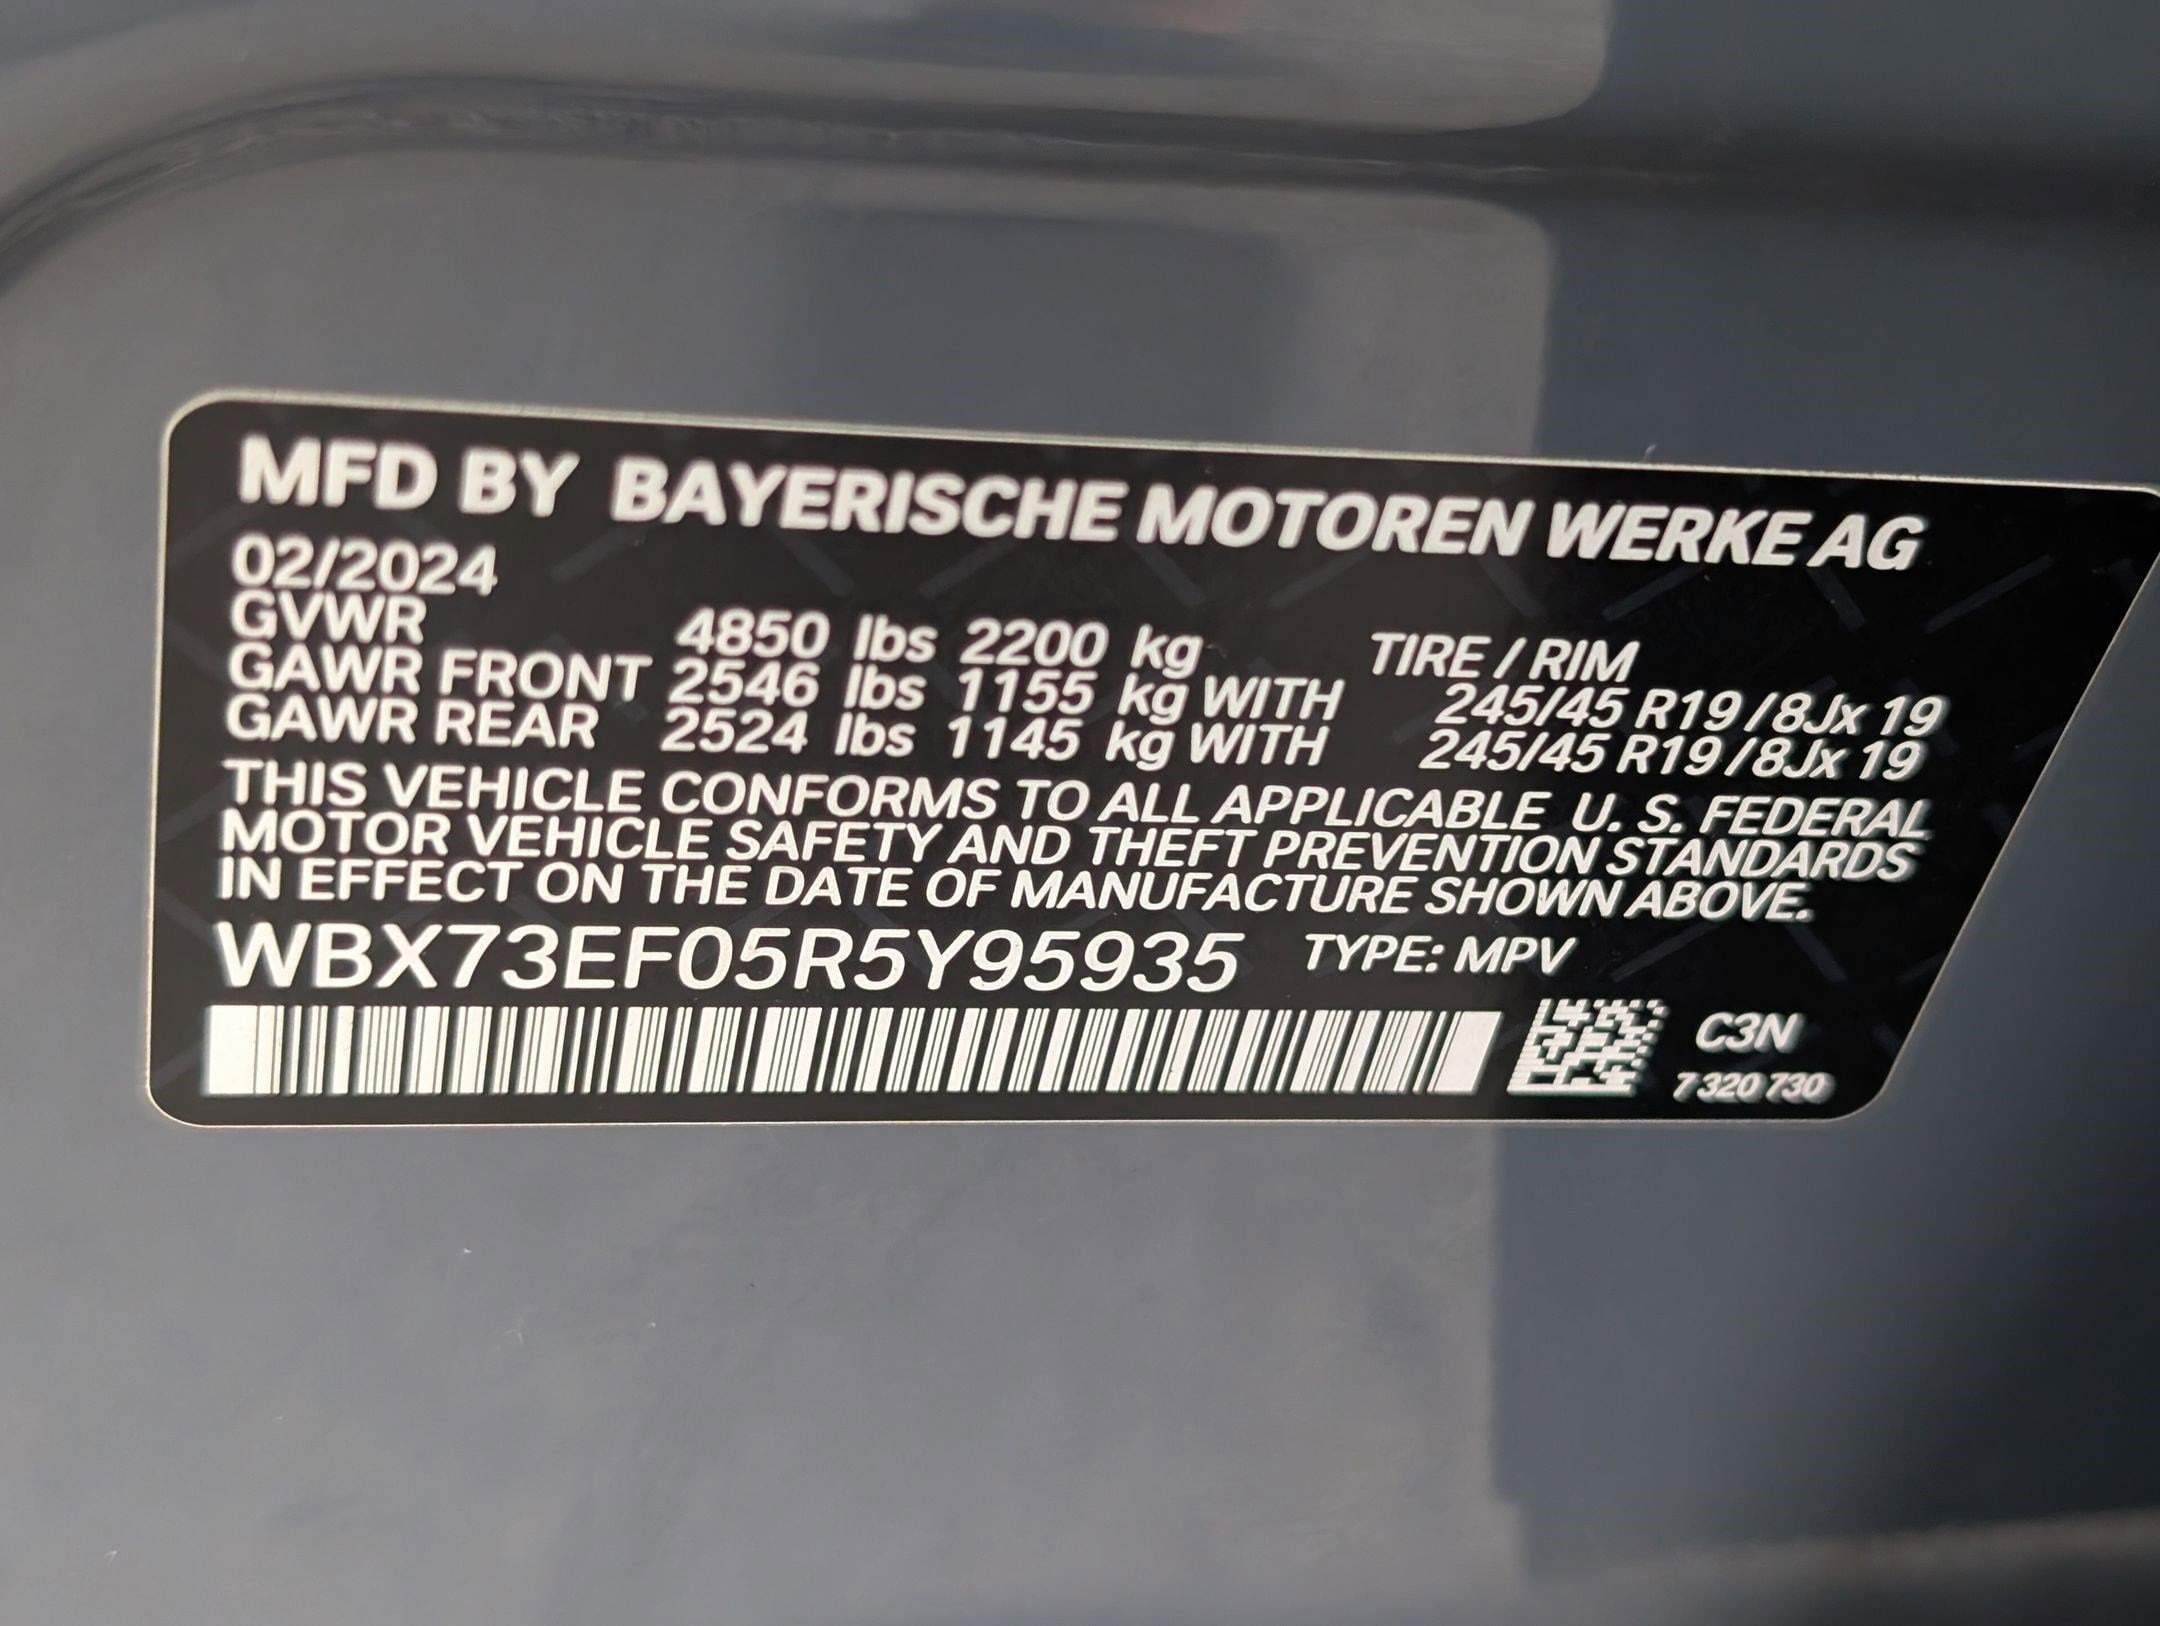 MFD BY BAYERISCHE MOTOREN WERKE AG
02/2024
GVWR 4850 lbs 2200 kg TIRE / RIM
GAWR FRONT 2546 lbs 1155 kg WITH 245/45 R19 /8Jx 19
GAWR REAR 2524 lbs 1145 kg WITH 245/45 R19 /8Jx 19
THIS VEHICLE CONFORMS TO ALL APPLICABLE U. S. FEDERAL
MOTOR VEHICLE SAFETY AND THEFT PREVENTION STANDARDS
IN EFFECT ON THE DATE OF MANUFACTURE SHOWN ABOVE.
WBX73EF05R5Y95935 TYPE: MPV
C3N
7 320 730